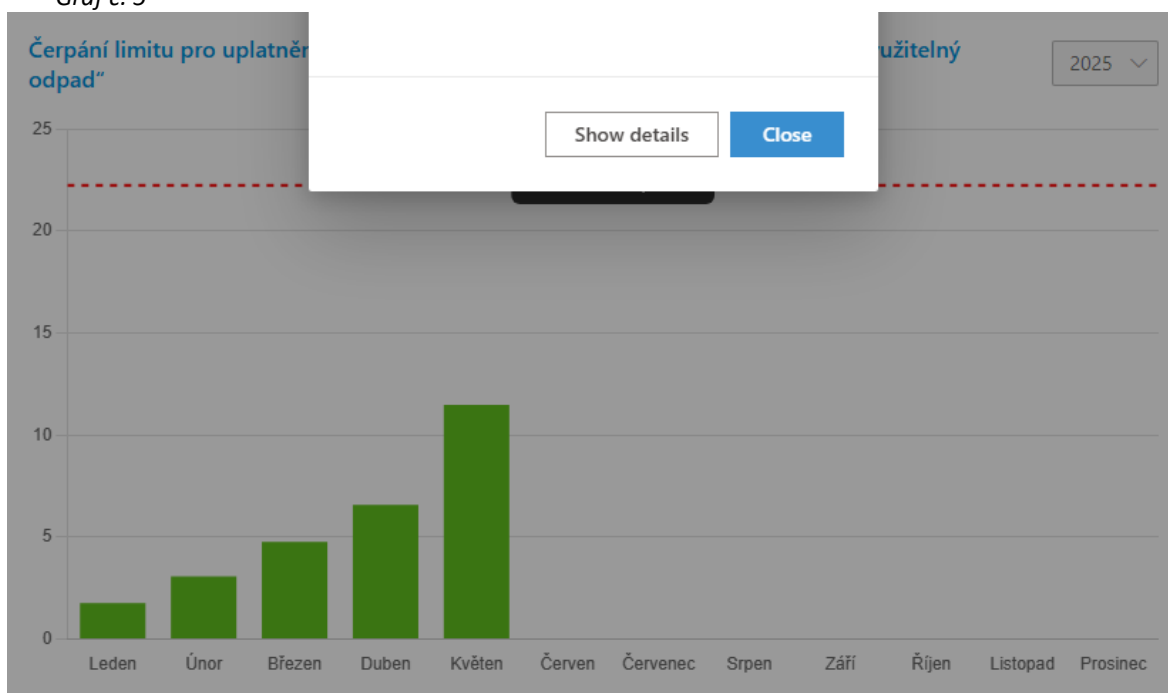 Čerpání limitu pro
užitelný
odpad“
2025
Show details
Close
25
20
15
10
5
0
Leden Únor Březen Duben Květen Červen Červenec Srpen Září Říjen Listopad Prosinec